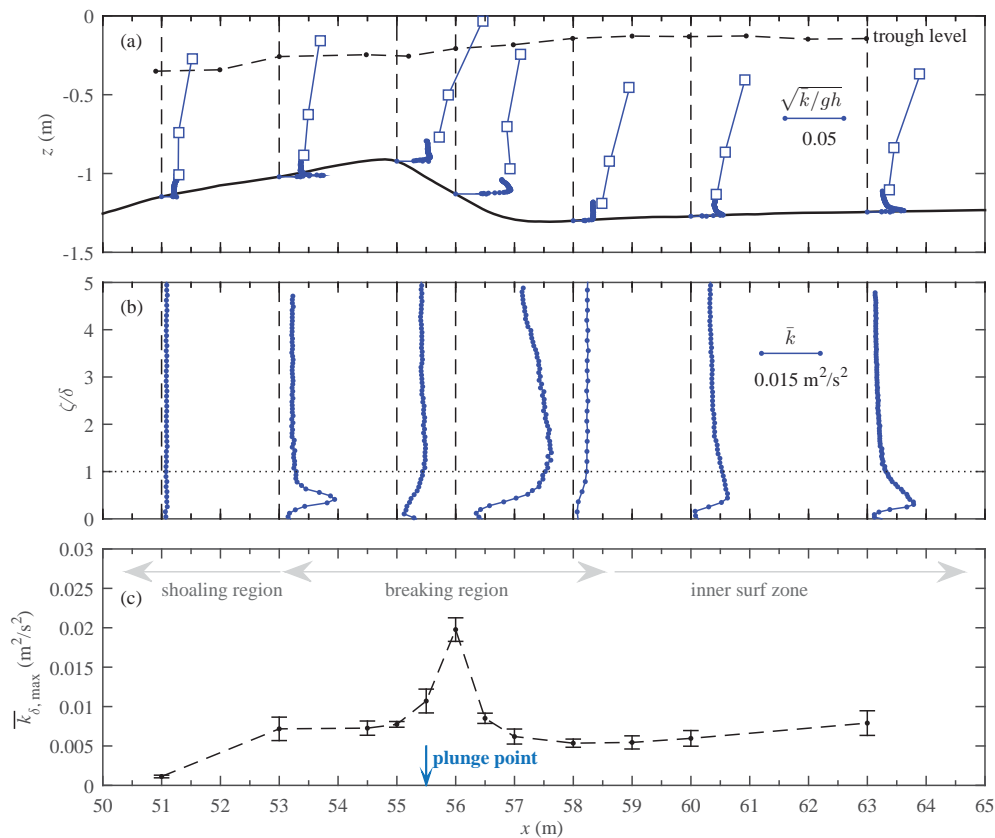 (a)
0
-0.5
-1
-1.5
z (m)
trough level
√k̄/gh
0.05
(b)
5
4
3
2
1
0
ζ/δ
k̄
0.015 m²/s²
(c)
0.03
0.025
0.02
0.015
0.01
0.005
0
k̄δ, max (m²/s²)
shoaling region
breaking region
inner surf zone
plunge point
50 51 52 53 54 55 56 57 58 59 60 61 62 63 64 65
x (m)